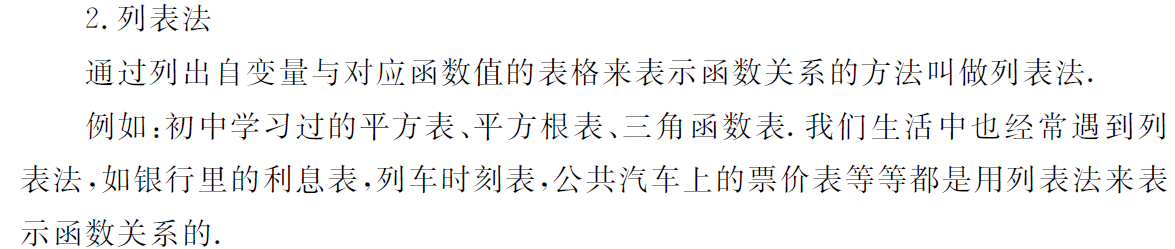 2.列表法
通过列出自变量与对应函数值的表格来表示函数关系的方法叫做列表法.
例如:初中学习过的平方表、平方根表、三角函数表.我们生活中也经常遇到列
表法,如银行里的利息表,列车时刻表,公共汽车上的票价表等等都是用列表法来表
示函数关系的.